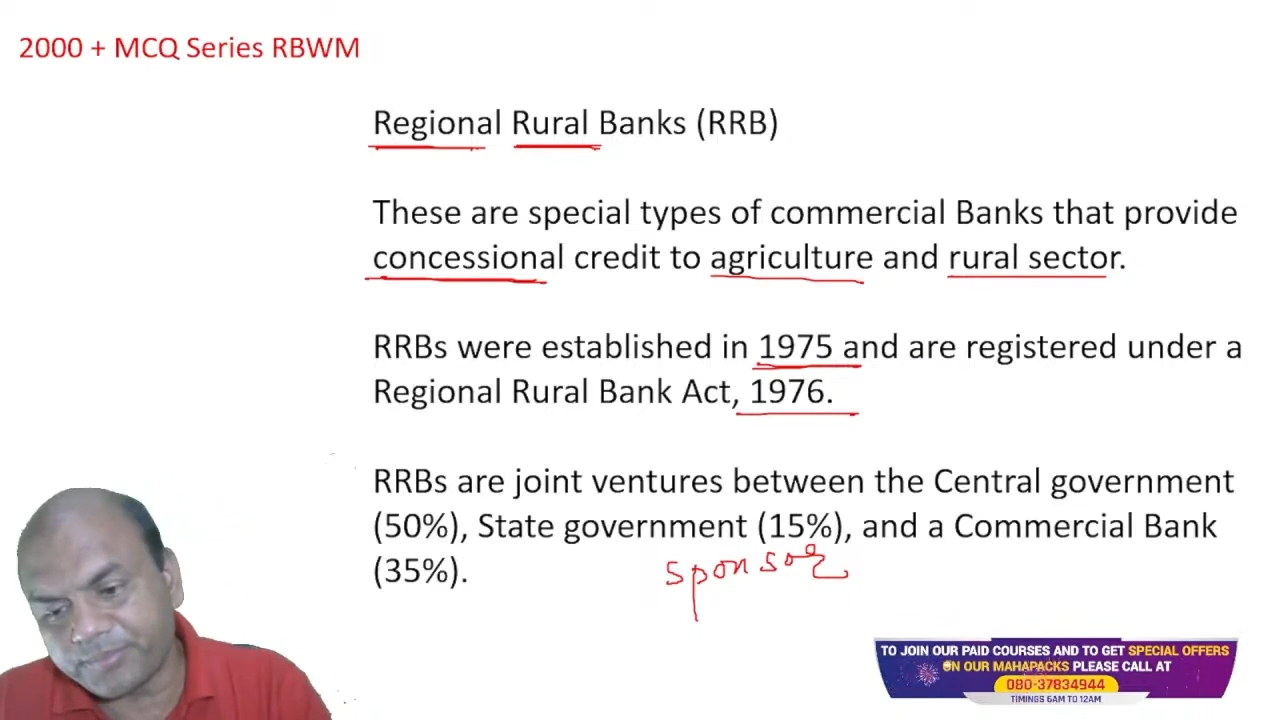 2000 + MCQ Series RBWM
Regional Rural Banks (RRB)
These are special types of commercial Banks that provide
concessional credit to agriculture and rural sector.
RRBs were established in 1975 and are registered under a
Regional Rural Bank Act, 1976.
RRBs are joint ventures between the Central government
(50%), State government (15%), and a Commercial Bank
(35%).
sponsor
TO JOIN OUR PAID COURSES AND TO GET SPECIAL OFFERS
ON OUR MAHAPACKS PLEASE CALL AT
080-37834944
TIMINGS 6AM TO 12AM